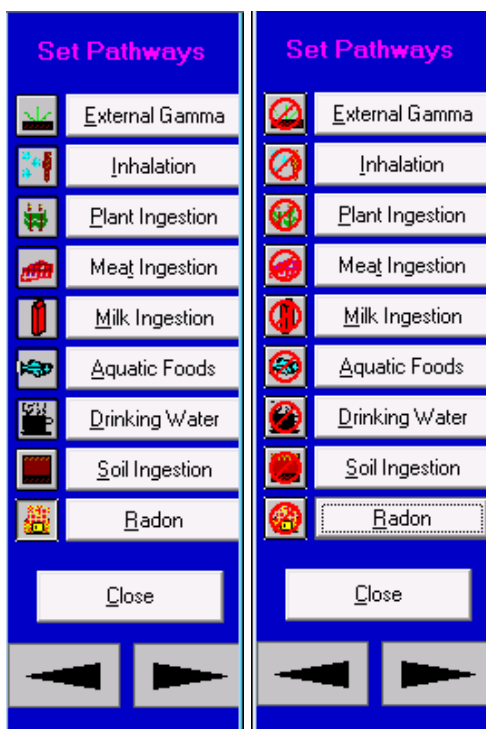 Set Pathways
External Gamma
Inhalation
Plant Ingestion
Meat Ingestion
Milk Ingestion
Aquatic Foods
Drinking Water
Soil Ingestion
Radon
Close
Set Pathways
External Gamma
Inhalation
Plant Ingestion
Meat Ingestion
Milk Ingestion
Aquatic Foods
Drinking Water
Soil Ingestion
Radon
Close